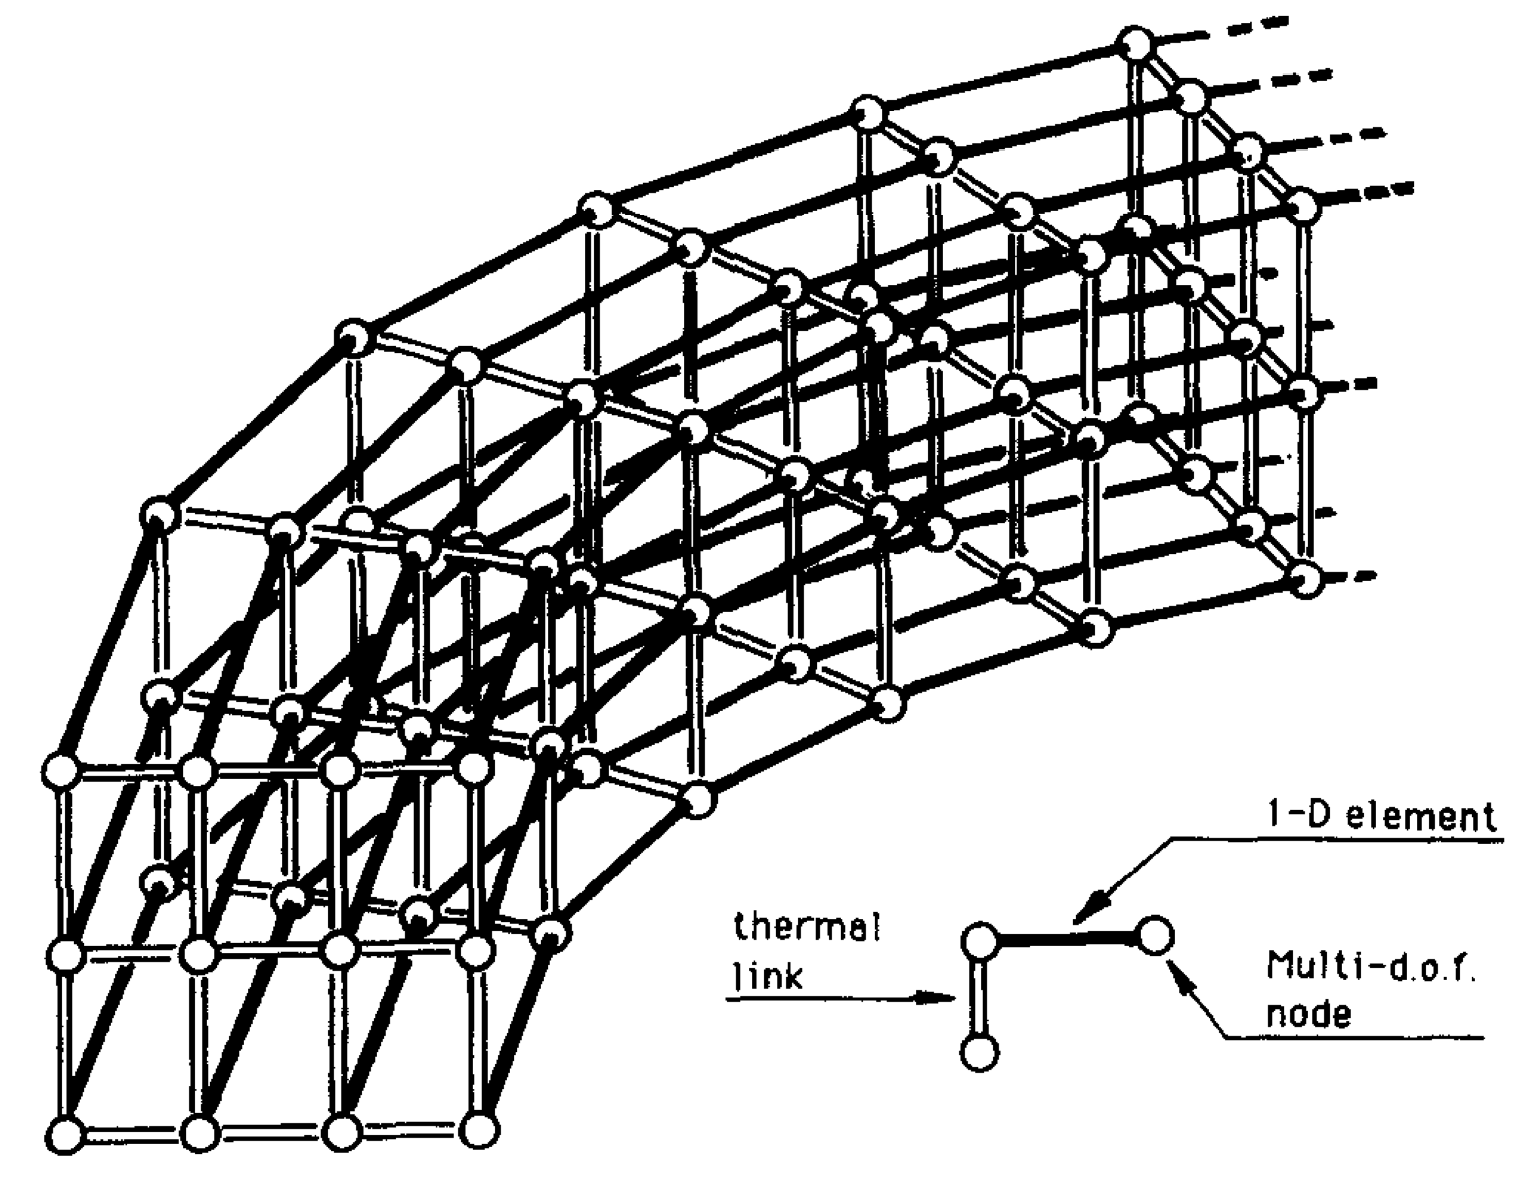 1-D element
thermal
link
Multi-d.o.f.
node